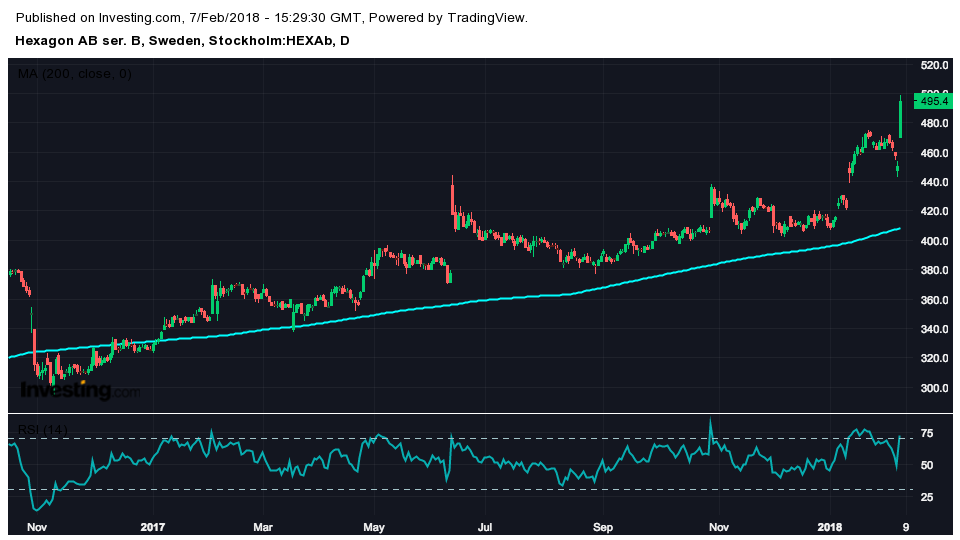 Published on Investing.com, 7/Feb/2018 - 15:29:30 GMT, Powered by TradingView.
Hexagon AB ser. B, Sweden, Stockholm:HEXAb, D
MA (200, close, 0)
520.0
500.0
495.4
480.0
460.0
440.0
420.0
400.0
380.0
360.0
340.0
320.0
300.0
Investing.com
RSI (14)
75
50
25
Nov 2017 Mar May Jul Sep Nov 2018 9